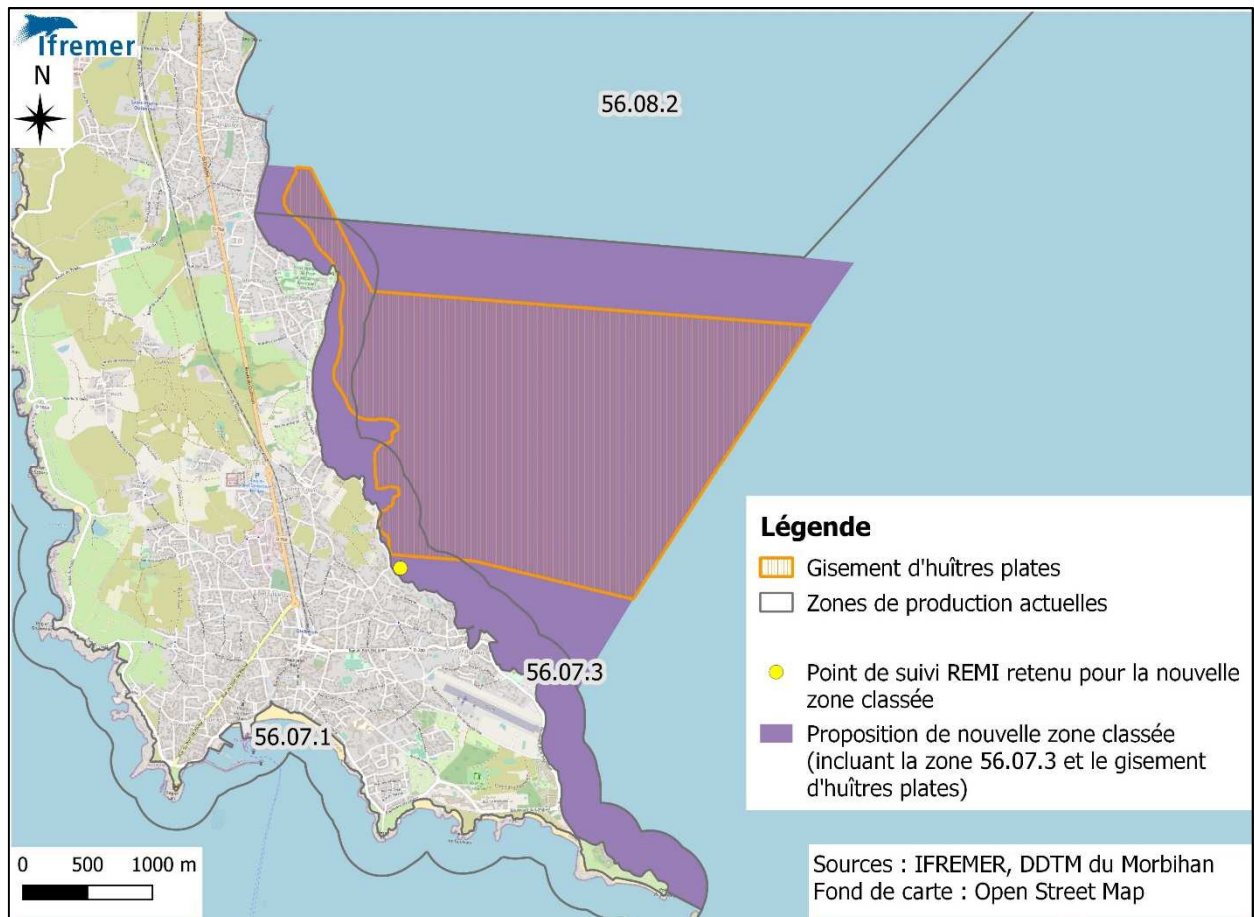 Ifremer
N
56.08.2
56.07.3
56.07.1
Légende
Gisement d'huîtres plates
Zones de production actuelles
Point de suivi REMI retenu pour la nouvelle
zone classée
Proposition de nouvelle zone classée
(incluant la zone 56.07.3 et le gisement
d'huîtres plates)
0 500 1000 m
Sources : IFREMER, DDTM du Morbihan
Fond de carte : Open Street Map